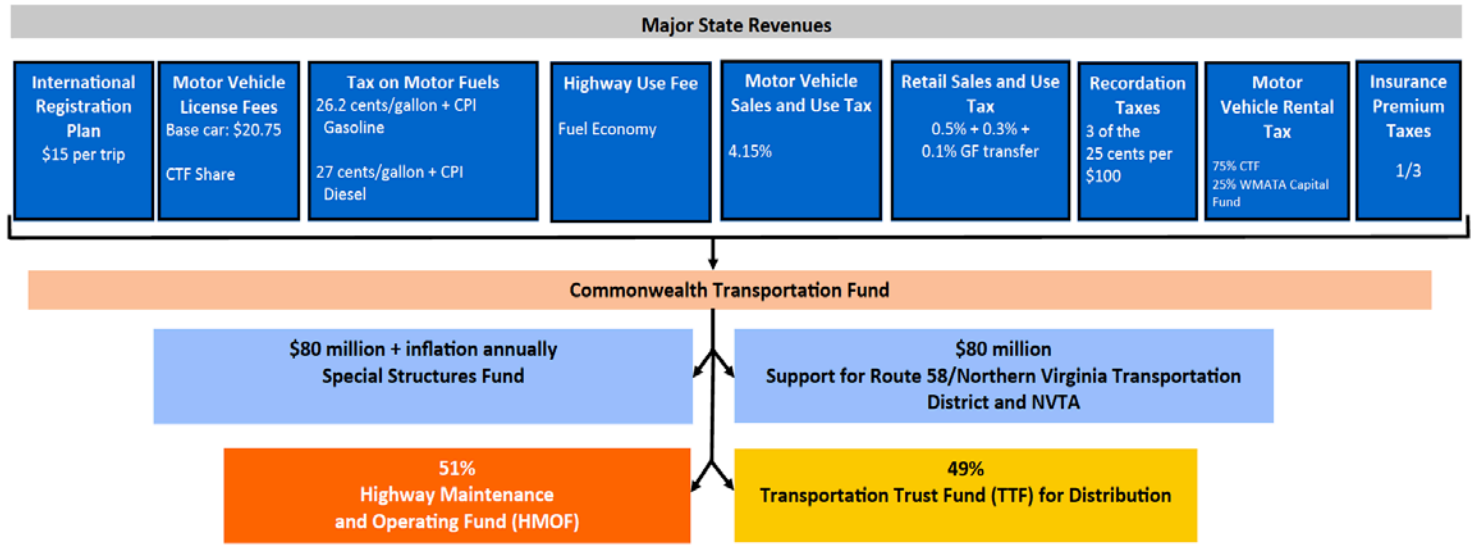 Major State Revenues
International
Registration
Plan
$15 per trip
Motor Vehicle
License Fees
Base car: $20.75
CTF Share
Tax on Motor Fuels
26.2 cents/gallon + CPI
Gasoline
27 cents/gallon + CPI
Diesel
Highway Use Fee
Fuel Economy
Motor Vehicle
Sales and Use Tax
4.15%
Retail Sales and Use
Tax
0.5% + 0.3% +
0.1% GF transfer
Recordation
Taxes
3 of the
25 cents per
$100
Motor
Vehicle Rental
Tax
75% CTF
25% WMATA Capital
Fund
Insurance
Premium
Taxes
1/3
Commonwealth Transportation Fund
$80 million + inflation annually
Special Structures Fund
$80 million
Support for Route 58/Northern Virginia Transportation
District and NVTA
51%
Highway Maintenance
and Operating Fund (HMOF)
49%
Transportation Trust Fund (TTF) for Distribution